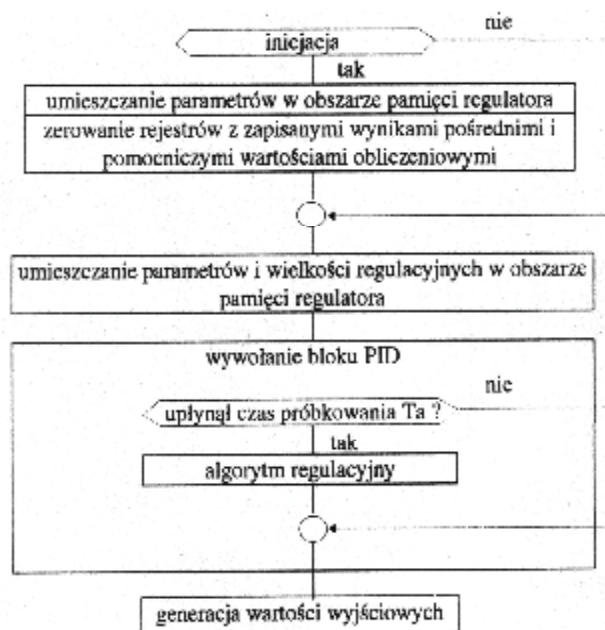 nie
inicjacja
tak
umieszczanie parametrów w obszarze pamięci regulatora
zerowanie rejestrów z zapisanymi wynikami pośrednimi i
pomocniczymi wartościami obliczeniowymi
umieszczanie parametrów i wielkości regulacyjnych w obszarze
pamięci regulatora
wywołanie bloku PID
nie
upłynął czas próbkowania Ta ?
tak
algorytm regulacyjny
generacja wartości wyjściowych